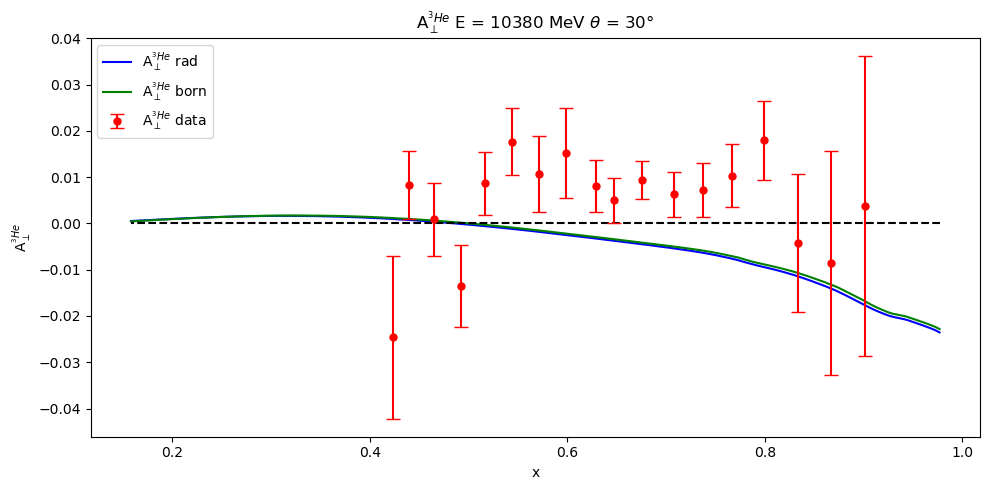 A⊥^³He E = 10380 MeV θ = 30°
A⊥^³He rad
A⊥^³He born
A⊥^³He data
A⊥^³He
0.04
0.03
0.02
0.01
0.00
−0.01
−0.02
−0.03
−0.04
0.2 0.4 0.6 0.8 1.0
x